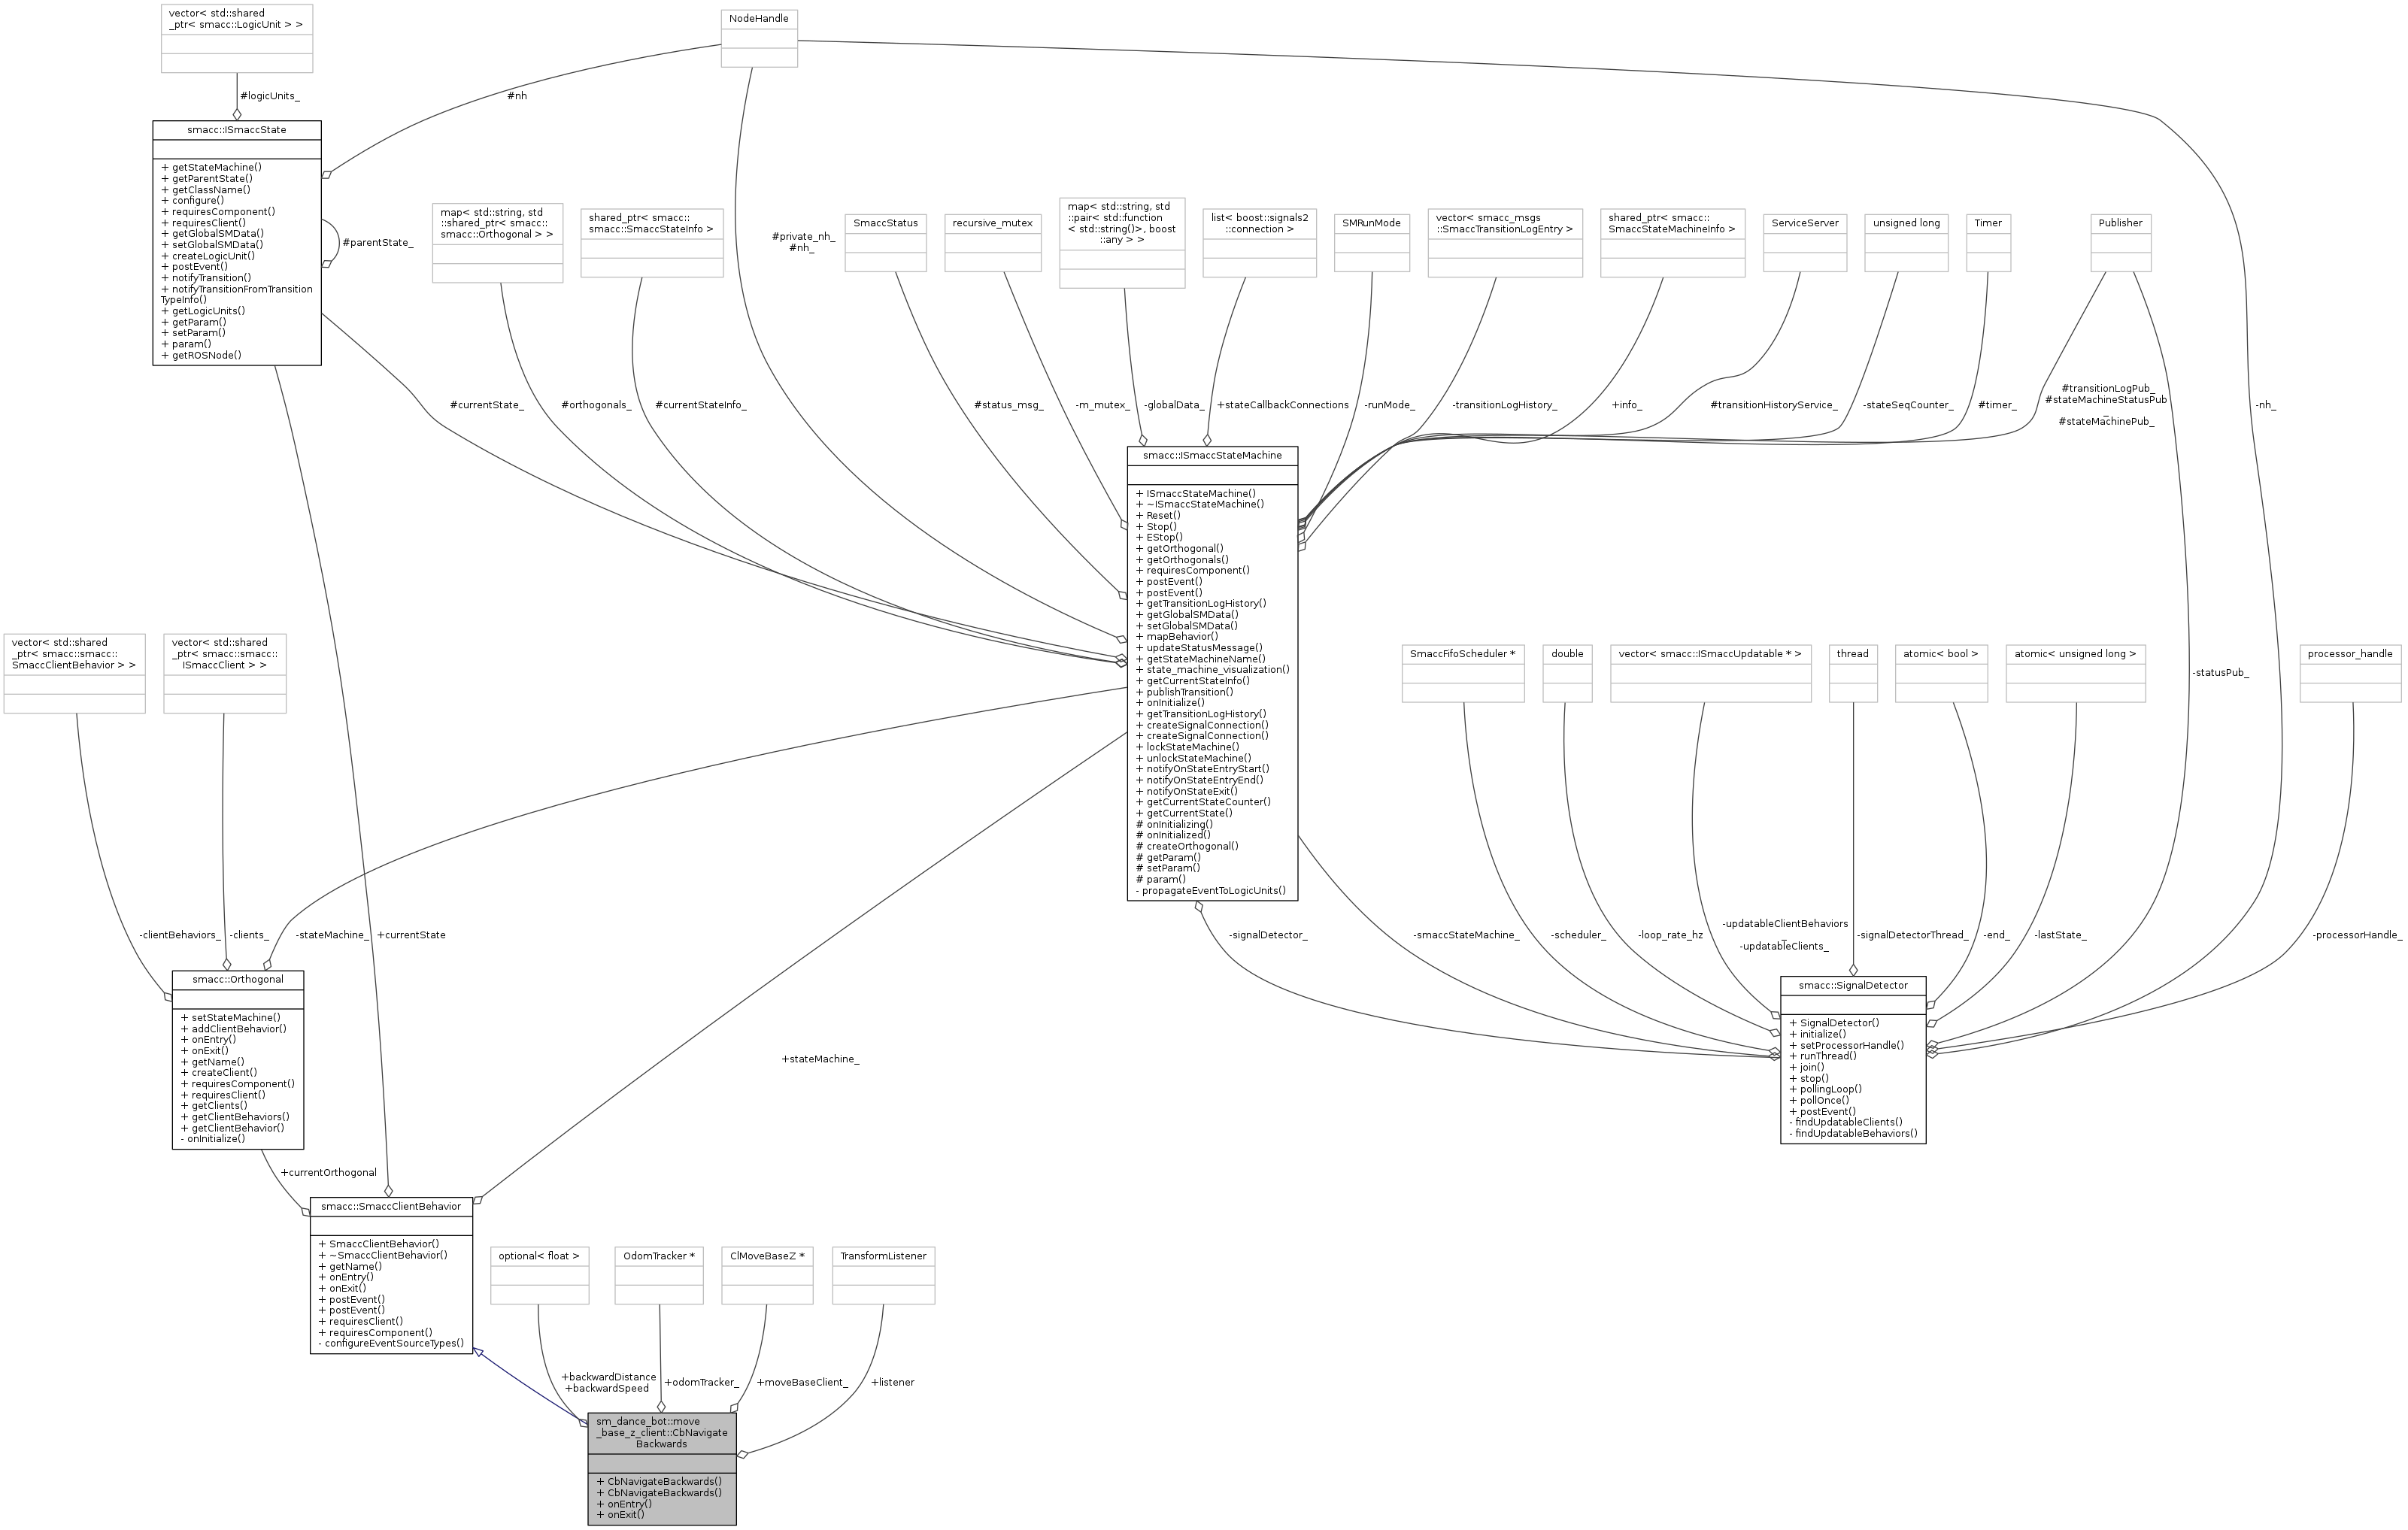 vector< std::shared
_ptr< smacc::LogicUnit > >
NodeHandle
#logicUnits_
#nh
smacc::ISmaccState
+ getStateMachine()
+ getParentState()
+ getClassName()
+ configure()
+ requiresComponent()
+ requiresClient()
+ getGlobalSMData()
+ setGlobalSMData()
+ createLogicUnit()
+ postEvent()
+ notifyTransition()
+ notifyTransitionFromTransition
TypeInfo()
+ getLogicUnits()
+ getParam()
+ setParam()
+ param()
+ getROSNode()
#parentState_
map< std::string, std
::shared_ptr< smacc::
smacc::Orthogonal > >
shared_ptr< smacc::
smacc::SmaccStateInfo >
#private_nh_
#nh_
SmaccStatus
recursive_mutex
map< std::string, std
::pair< std::function
< std::string()>, boost
::any > >
list< boost::signals2
::connection >
SMRunMode
vector< smacc_msgs
::SmaccTransitionLogEntry >
shared_ptr< smacc::
SmaccStateMachineInfo >
ServiceServer
unsigned long
Timer
Publisher
#currentState_
#orthogonals_
#currentStateInfo_
#status_msg_
-m_mutex_
-globalData_
+stateCallbackConnections
-runMode_
-transitionLogHistory_
+info_
#transitionHistoryService_
-stateSeqCounter_
#timer_
#transitionLogPub_
#stateMachineStatusPub
_
#stateMachinePub_
-nh_
smacc::ISmaccStateMachine
+ ISmaccStateMachine()
+ ~ISmaccStateMachine()
+ Reset()
+ Stop()
+ EStop()
+ getOrthogonal()
+ getOrthogonals()
+ requiresComponent()
+ postEvent()
+ postEvent()
+ getTransitionLogHistory()
+ getGlobalSMData()
+ setGlobalSMData()
+ mapBehavior()
+ updateStatusMessage()
+ getStateMachineName()
+ state_machine_visualization()
+ getCurrentStateInfo()
+ publishTransition()
+ onInitialize()
+ getTransitionLogHistory()
+ createSignalConnection()
+ createSignalConnection()
+ lockStateMachine()
+ unlockStateMachine()
+ notifyOnStateEntryStart()
+ notifyOnStateEntryEnd()
+ notifyOnStateExit()
+ getCurrentStateCounter()
+ getCurrentState()
# onInitializing()
# onInitialized()
# createOrthogonal()
# getParam()
# setParam()
# param()
- propagateEventToLogicUnits()
vector< std::shared
_ptr< smacc::smacc::
SmaccClientBehavior > >
vector< std::shared
_ptr< smacc::smacc::
ISmaccClient > >
SmaccFifoScheduler *
double
vector< smacc::ISmaccUpdatable * >
thread
atomic< bool >
atomic< unsigned long >
-statusPub_
processor_handle
-clientBehaviors_
-clients_
-stateMachine_
+currentState
-signalDetector_
-smaccStateMachine_
-scheduler_
-loop_rate_hz
-updatableClientBehaviors
_
-updatableClients_
-signalDetectorThread_
-end_
-lastState_
-processorHandle_
smacc::Orthogonal
+ setStateMachine()
+ addClientBehavior()
+ onEntry()
+ onExit()
+ getName()
+ createClient()
+ requiresComponent()
+ requiresClient()
+ getClients()
+ getClientBehaviors()
+ getClientBehavior()
- onInitialize()
smacc::SignalDetector
+ SignalDetector()
+ initialize()
+ setProcessorHandle()
+ runThread()
+ join()
+ stop()
+ pollingLoop()
+ pollOnce()
+ postEvent()
- findUpdatableClients()
- findUpdatableBehaviors()
+stateMachine_
+currentOrthogonal
smacc::SmaccClientBehavior
+ SmaccClientBehavior()
+ ~SmaccClientBehavior()
+ getName()
+ onEntry()
+ onExit()
+ postEvent()
+ postEvent()
+ requiresClient()
+ requiresComponent()
- configureEventSourceTypes()
optional< float >
OdomTracker *
ClMoveBaseZ *
TransformListener
+backwardDistance
+backwardSpeed
+odomTracker_
+moveBaseClient_
+listener
sm_dance_bot::move
_base_z_client::CbNavigate
Backwards
+ CbNavigateBackwards()
+ CbNavigateBackwards()
+ onEntry()
+ onExit()